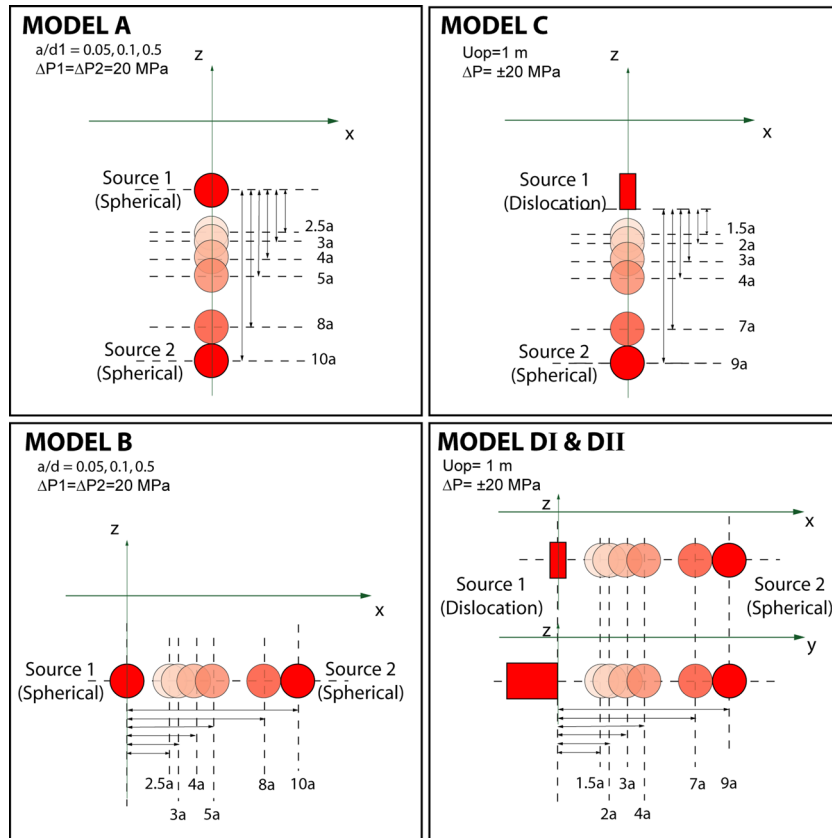 MODEL A
a/d1 = 0.05, 0.1, 0.5
ΔP1=ΔP2=20 MPa
z
x
Source 1
(Spherical)
2.5a
3a
4a
5a
8a
Source 2
(Spherical)
10a
MODEL C
Uop=1 m
ΔP= ±20 MPa
z
x
Source 1
(Dislocation)
1.5a
2a
3a
4a
7a
Source 2
(Spherical)
9a
MODEL B
a/d = 0.05, 0.1, 0.5
ΔP1=ΔP2=20 MPa
z
x
Source 1
(Spherical)
Source 2
(Spherical)
2.5a 4a 8a 10a
3a 5a
MODEL DI & DII
Uop= 1 m
ΔP= ±20 MPa
z
x
Source 1
(Dislocation)
Source 2
(Spherical)
z
y
1.5a 3a 7a 9a
2a 4a